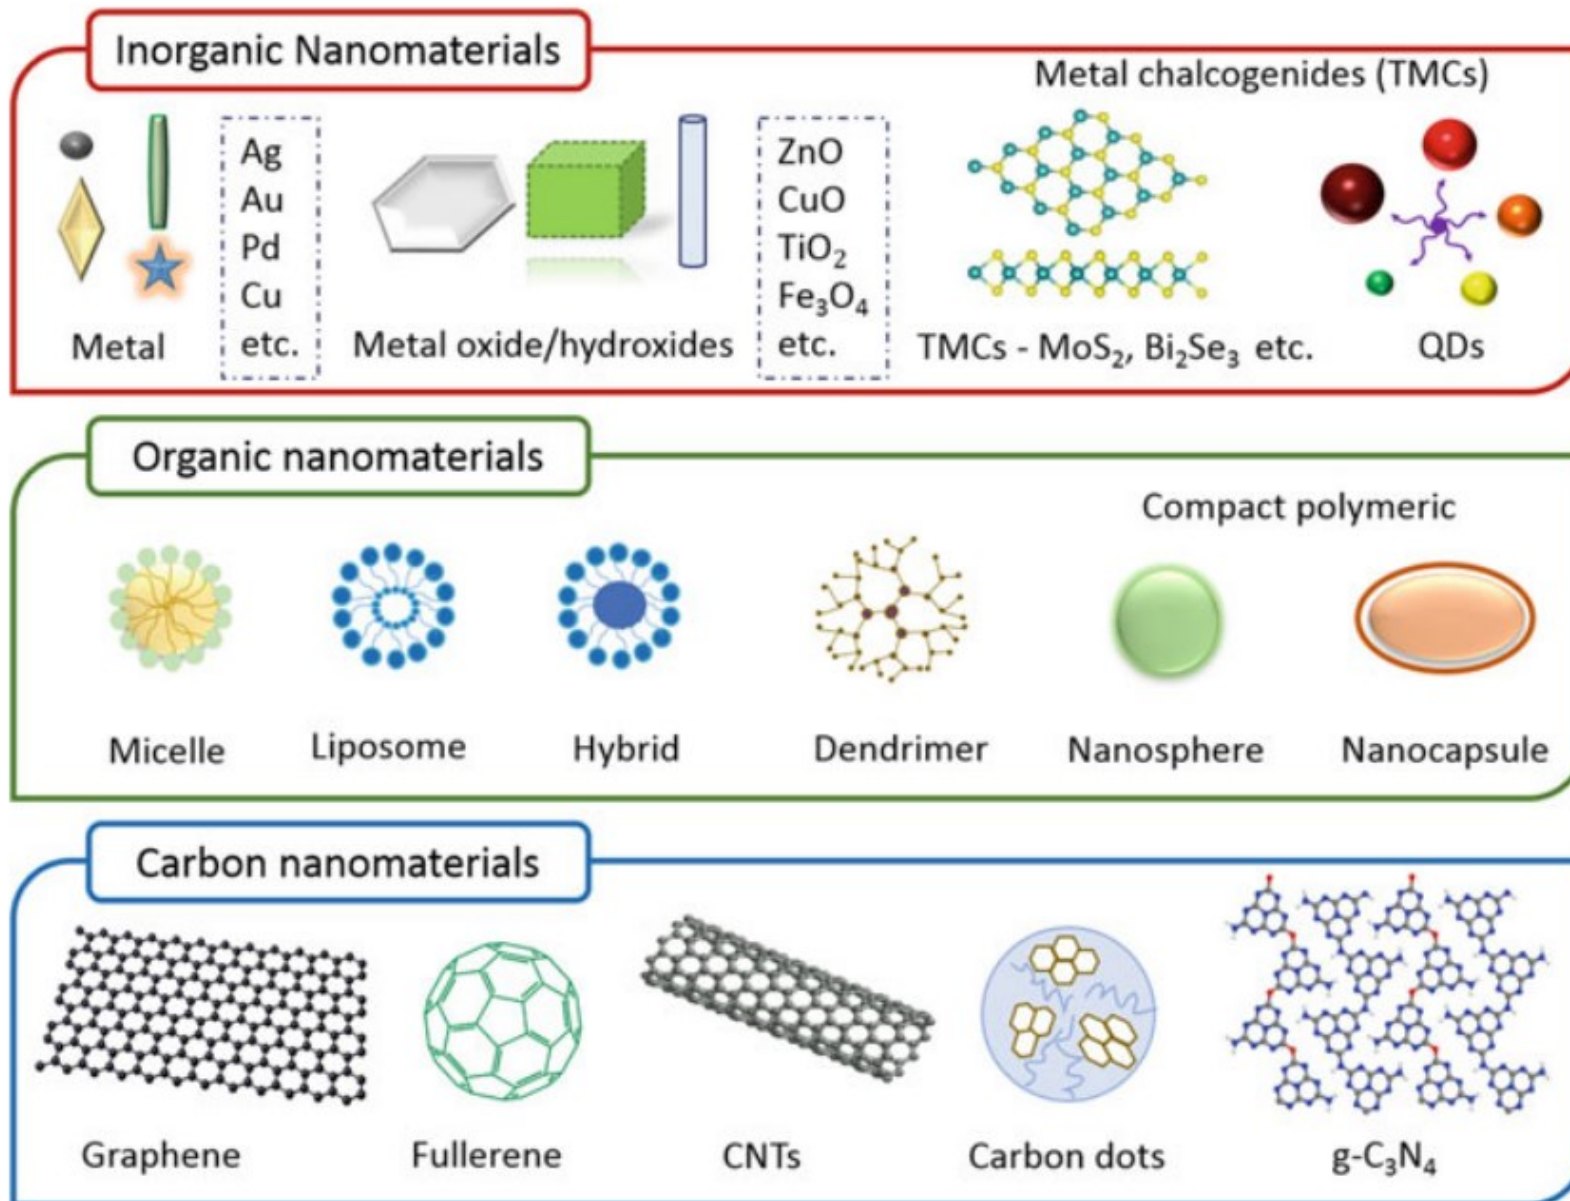 Inorganic Nanomaterials
Metal chalcogenides (TMCs)
Ag
Au
Pd
Cu
etc.
Metal
ZnO
CuO
TiO₂
Fe₃O₄
etc.
Metal oxide/hydroxides
TMCs - MoS₂, Bi₂Se₃ etc.
QDs
Organic nanomaterials
Compact polymeric
Micelle
Liposome
Hybrid
Dendrimer
Nanosphere
Nanocapsule
Carbon nanomaterials
Graphene
Fullerene
CNTs
Carbon dots
g-C₃N₄